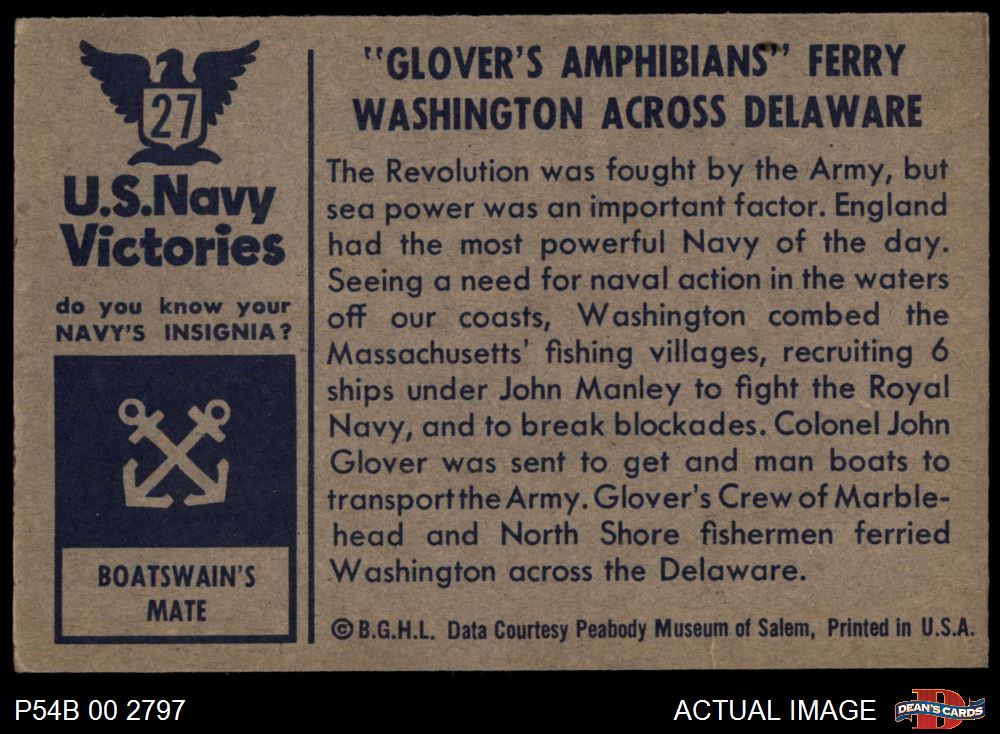 27
U.S.Navy
Victories
do you know your
NAVY'S INSIGNIA?
BOATSWAIN'S
MATE
"GLOVER'S AMPHIBIANS" FERRY
WASHINGTON ACROSS DELAWARE
The Revolution was fought by the Army, but
sea power was an important factor. England
had the most powerful Navy of the day.
Seeing a need for naval action in the waters
off our coasts, Washington combed the
Massachusetts' fishing villages, recruiting 6
ships under John Manley to fight the Royal
Navy, and to break blockades. Colonel John
Glover was sent to get and man boats to
transport the Army. Glover's Crew of Marble-
head and North Shore fishermen ferried
Washington across the Delaware.
© B.G.H.L. Data Courtesy Peabody Museum of Salem, Printed in U.S.A.
P54B 00 2797
ACTUAL IMAGE
DEAN'S CARDS